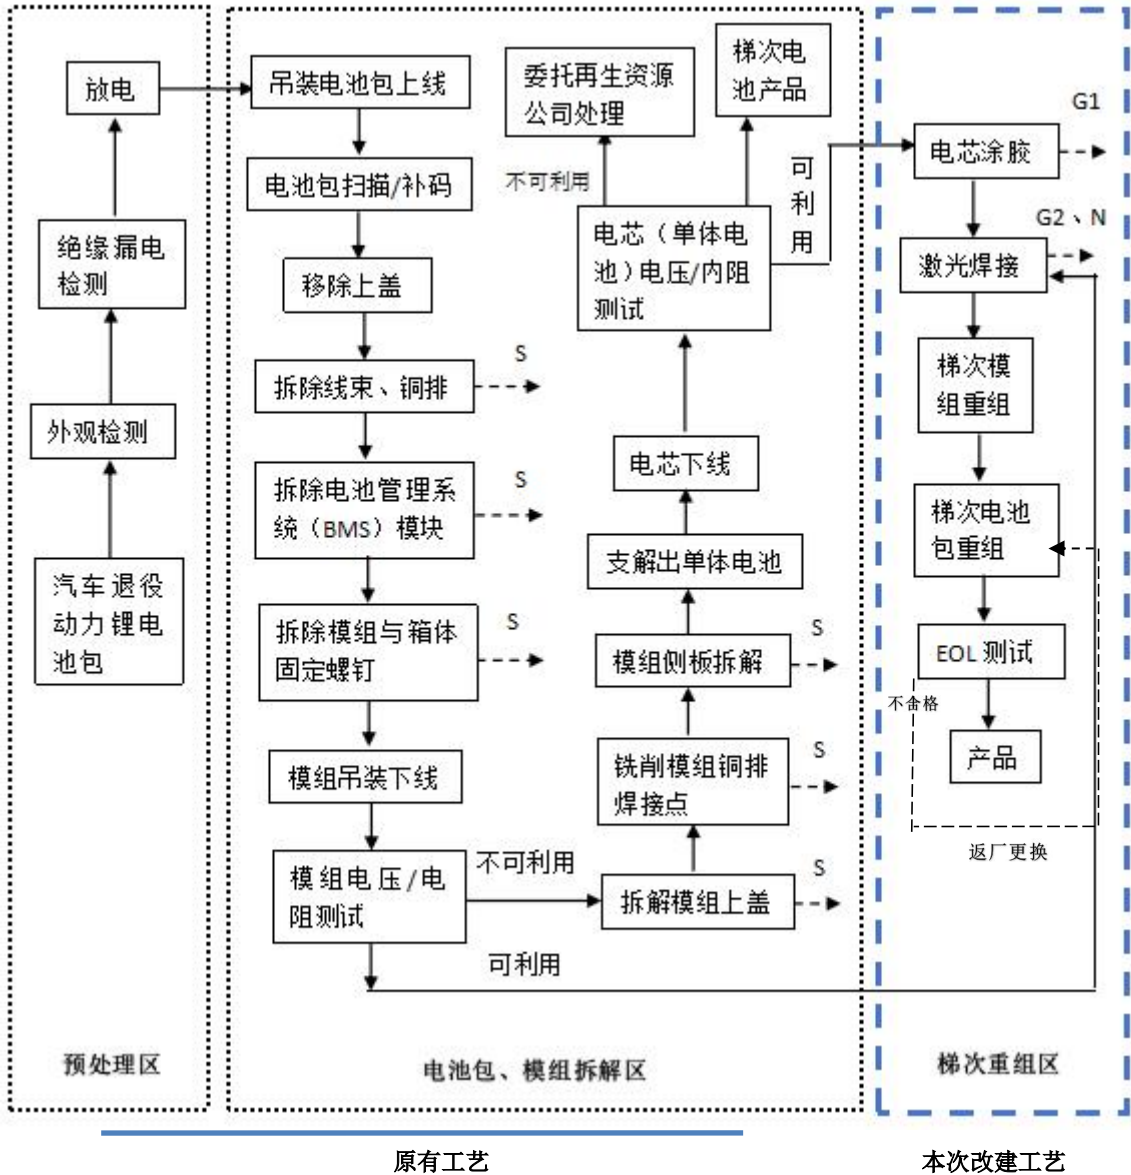 放电
绝缘漏电
检测
外观检测
汽车退役
动力锂电
池包
预处理区
吊装电池包上线
电池包扫描/补码
移除上盖
拆除线束、铜排
S
拆除电池管理系
统（BMS）模块
S
拆除模组与箱体
固定螺钉
S
模组吊装下线
模组电压/电
阻测试
不可利用
可利用
委托再生资源
公司处理
梯次电
池产品
不可利用
可
利
用
电芯（单体电
池）电压/内阻
测试
电芯下线
支解出单体电池
模组侧板拆解
S
铣削模组铜排
焊接点
S
拆解模组上盖
S
电池包、模组拆解区
G1
电芯涂胶
G2、N
激光焊接
梯次模
组重组
梯次电池
包重组
EOL 测试
不合格
产品
返厂更换
梯次重组区
原有工艺
本次改建工艺